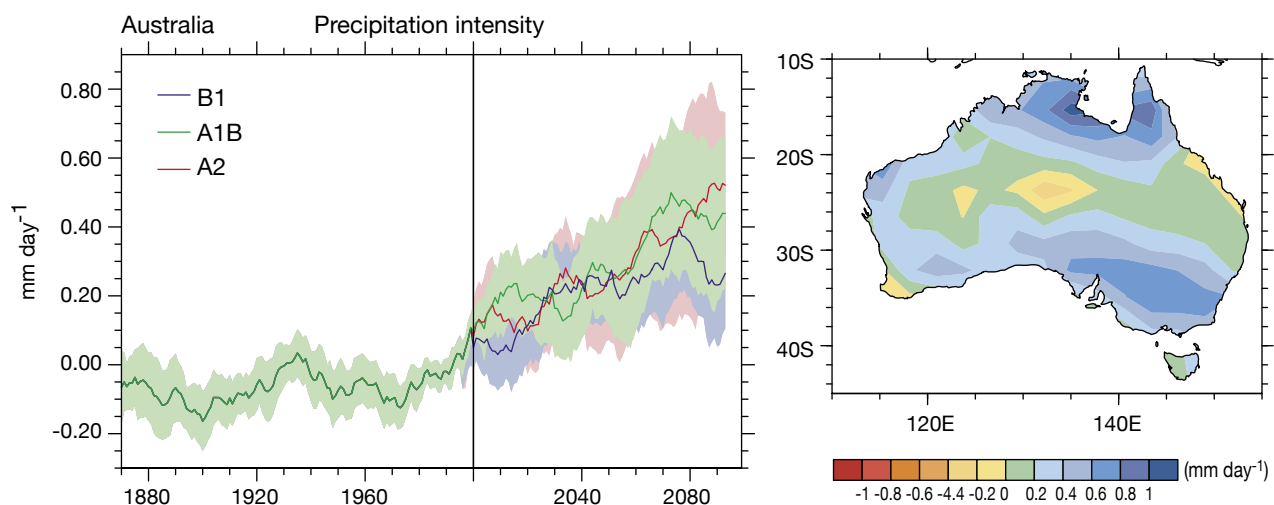 Australia Precipitation intensity
mm day⁻¹
0.80
0.60
0.40
0.20
0.00
-0.20
B1
A1B
A2
1880 1920 1960 2040 2080
10S
20S
30S
40S
120E 140E
-1 -0.8 -0.6 -4.4 -0.2 0 0.2 0.4 0.6 0.8 1 (mm day⁻¹)